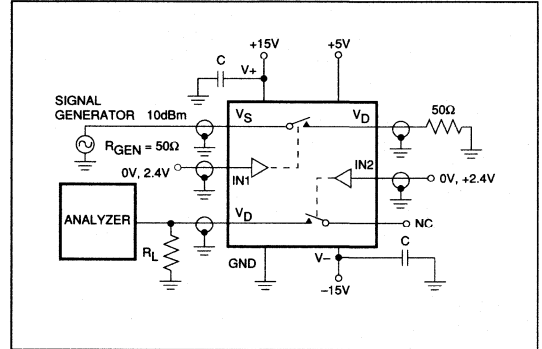 +15V
+5V
C
V+
SIGNAL
GENERATOR 10dBm
VS
VD
50Ω
RGEN = 50Ω
0V, 2.4V
IN1
IN2
0V, +2.4V
ANALYZER
VD
NC
RL
GND
V–
C
–15V